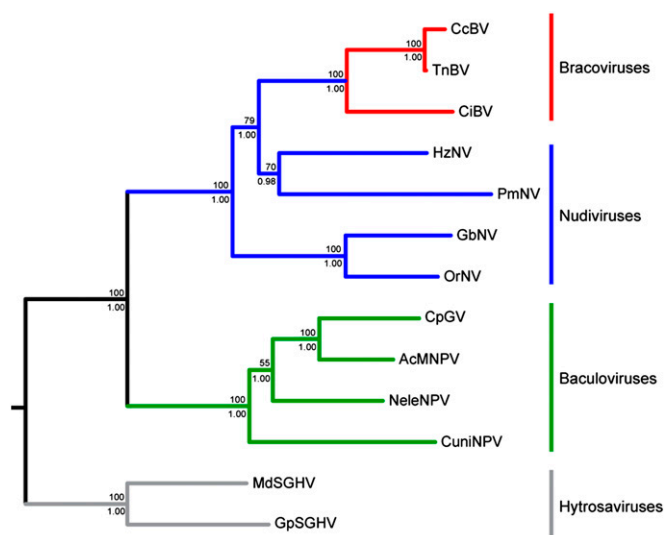 CcBV
100
1.00
TnBV
100
1.00
Bracoviruses
CiBV
79
1.00
HzNV
70
0.98
PmNV
100
1.00
Nudiviruses
GbNV
100
1.00
OrNV
100
1.00
CpGV
100
1.00
AcMNPV
55
1.00
Baculoviruses
NeleNPV
100
1.00
CuniNPV
MdSGHV
100
1.00
Hytrosaviruses
GpSGHV